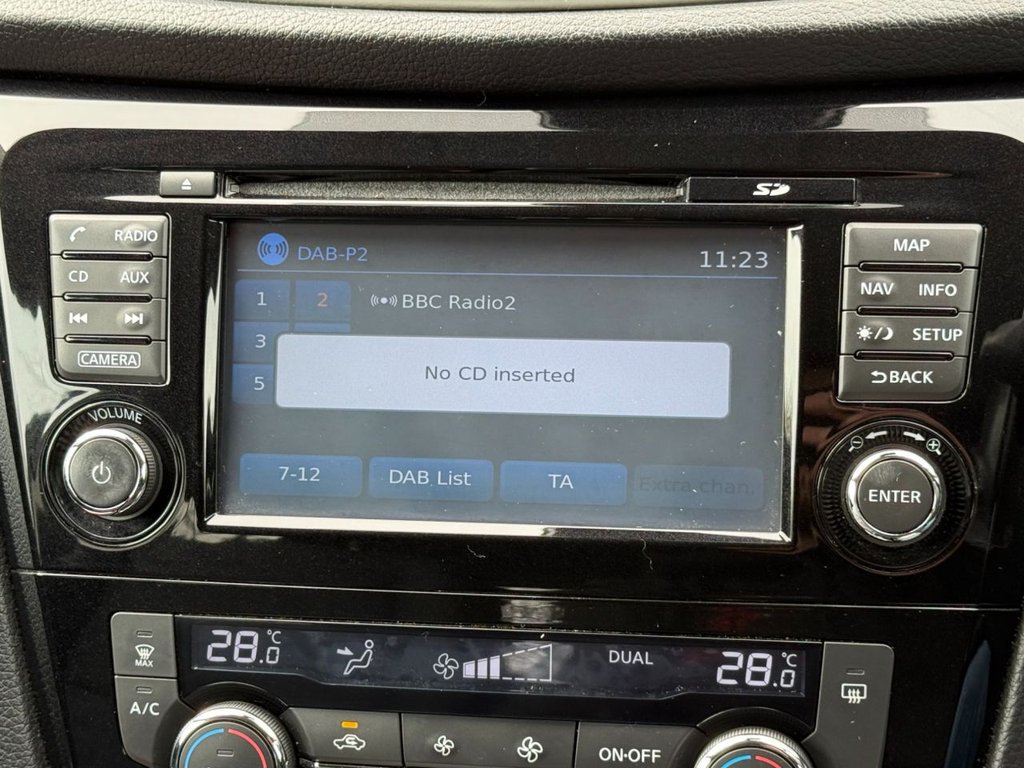 SD
RADIO
CD AUX
CAMERA
VOLUME
DAB-P2 11:23
1 2 BBC Radio2
3
No CD inserted
5
7-12 DAB List TA Extra chan.
MAP
NAV INFO
SETUP
BACK
ENTER
28.0 °C DUAL 28.0 °C
MAX
A/C
ON·OFF